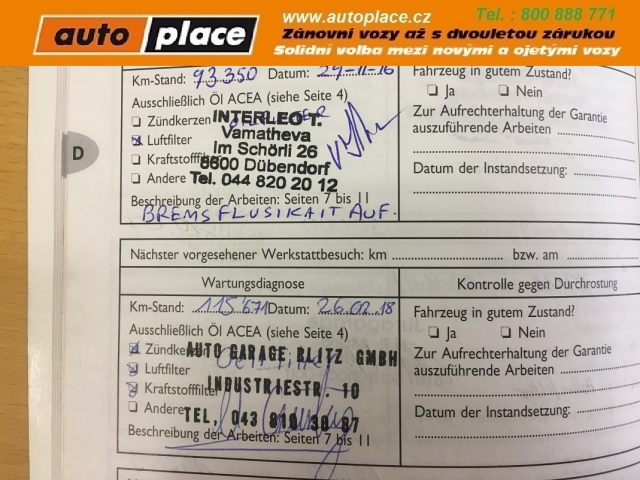 auto place
www.autoplace.cz
Tel. : 800 888 771
Zánovní vozy až s dvouletou zárukou
Solidní volba mezi novými a ojetými vozy
Km-Stand: 93.350 Datum: 29-11-16
Ausschließlich Öl ACEA (siehe Seite 4)
Zündkerzen
Luftfilter
Kraftstofffilter
Andere
INTERLEO T.
Vamatheva
Im Schörli 26
8600 Dübendorf
Tel. 044 820 20 12
Beschreibung der Arbeiten: Seiten 7 bis 11
BREMSFLUSIKAIT AUF.
Fahrzeug in gutem Zustand?
Ja Nein
Zur Aufrechterhaltung der Garantie
auszuführende Arbeiten
Datum der Instandsetzung:
D
Nächster vorgesehener Werkstattbesuch: km bzw. am
Wartungsdiagnose
Kontrolle gegen Durchrostung
Km-Stand: 115'671 Datum: 26.02.18
Ausschließlich Öl ACEA (siehe Seite 4)
Zündkerzen
Luftfilter
Kraftstofffilter
Andere
AUTO GARAGE BLITZ GMBH
INDUSTRIESTR. 10
TEL. 043 810 30 87
Beschreibung der Arbeiten: Seiten 7 bis 11
Fahrzeug in gutem Zustand?
Ja Nein
Zur Aufrechterhaltung der Garantie
auszuführende Arbeiten
Datum der Instandsetzung: